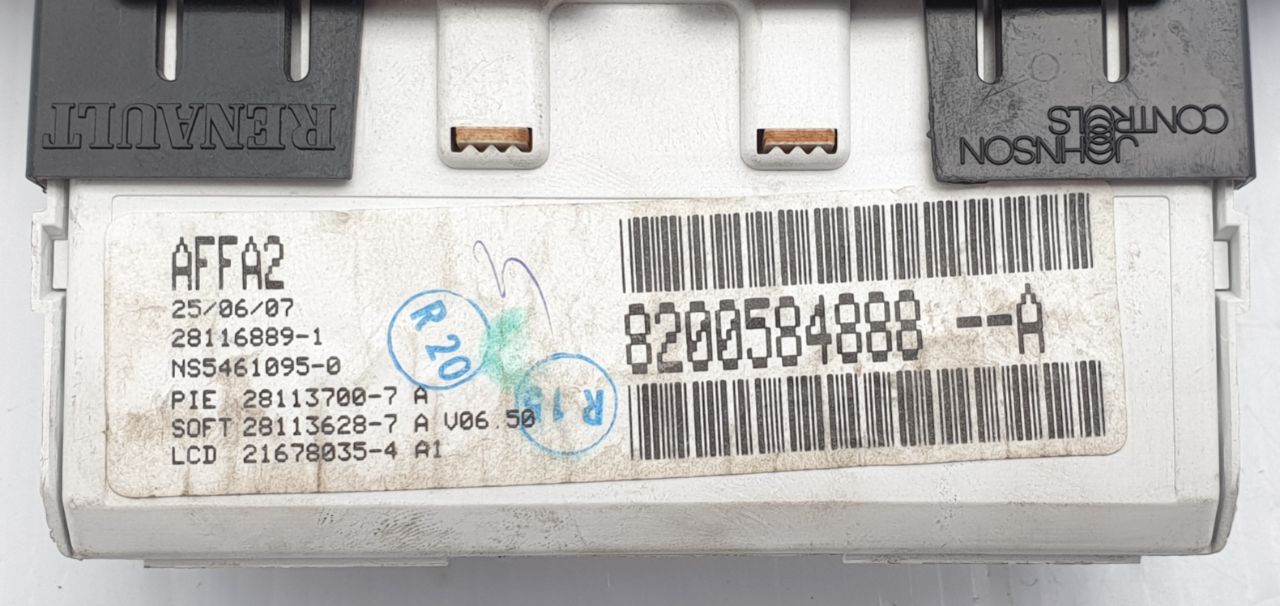 RENAULT
JOHNSON
CONTROLS
AFFA2
25/06/07
28116889-1
NS5461095-0
PIE 28113700-7 A
SOFT 28113628-7 A V06.50
LCD 21678035-4 A1
R 20
R 15
8200584888 --A